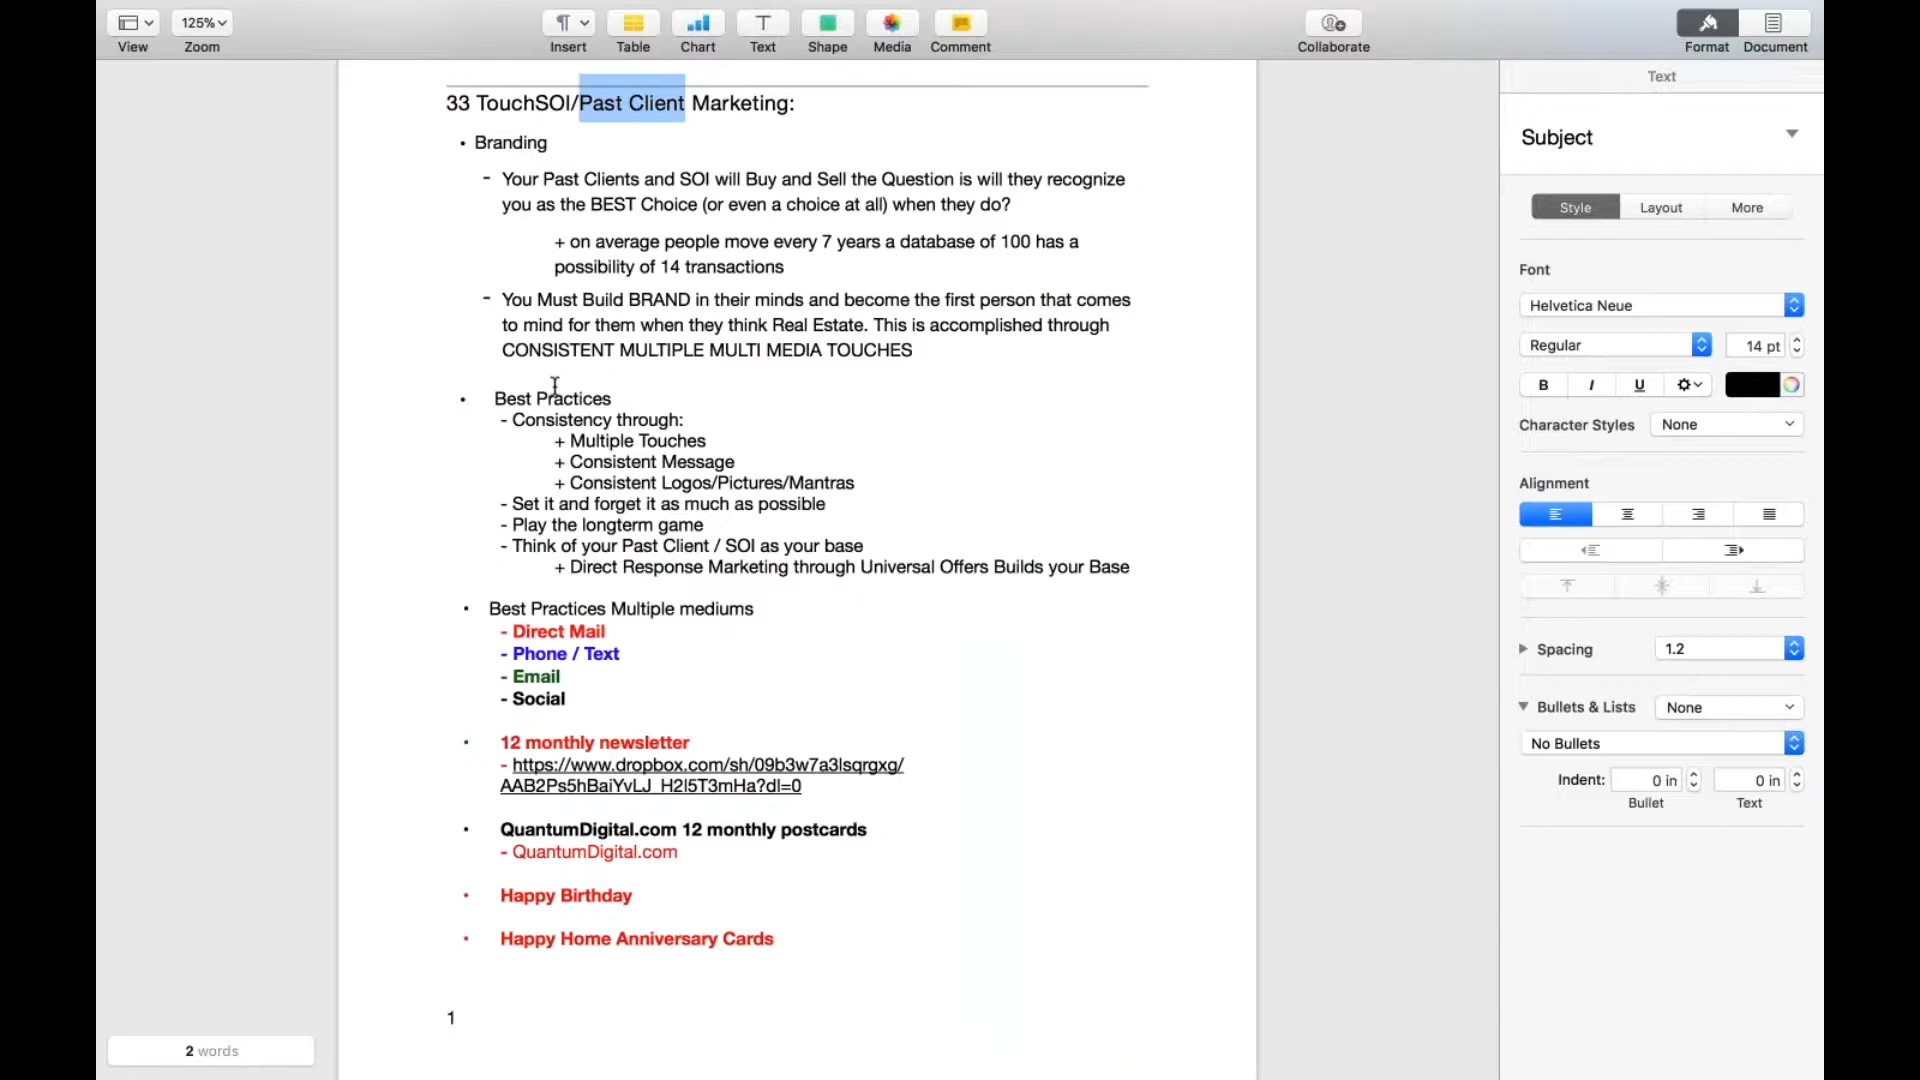 125%
View
Zoom
Insert
Table
Chart
Text
Shape
Media
Comment
Collaborate
Format
Document
33 TouchSOI/Past Client Marketing:
• Branding
- Your Past Clients and SOI will Buy and Sell the Question is will they recognize
you as the BEST Choice (or even a choice at all) when they do?
+ on average people move every 7 years a database of 100 has a
possibility of 14 transactions
- You Must Build BRAND in their minds and become the first person that comes
to mind for them when they think Real Estate. This is accomplished through
CONSISTENT MULTIPLE MULTI MEDIA TOUCHES
• Best Practices
- Consistency through:
+ Multiple Touches
+ Consistent Message
+ Consistent Logos/Pictures/Mantras
- Set it and forget it as much as possible
- Play the longterm game
- Think of your Past Client / SOI as your base
+ Direct Response Marketing through Universal Offers Builds your Base
• Best Practices Multiple mediums
- Direct Mail
- Phone / Text
- Email
- Social
• 12 monthly newsletter
- https://www.dropbox.com/sh/09b3w7a3lsqrgxg/
AAB2Ps5hBaiYvLJ_H2l5T3mHa?dl=0
• QuantumDigital.com 12 monthly postcards
- QuantumDigital.com
• Happy Birthday
• Happy Home Anniversary Cards
1
2 words
Text
Subject
Style
Layout
More
Font
Helvetica Neue
Regular
14 pt
B I U
Character Styles
None
Alignment
Spacing
1.2
Bullets & Lists
None
No Bullets
Indent:
0 in
0 in
Bullet
Text